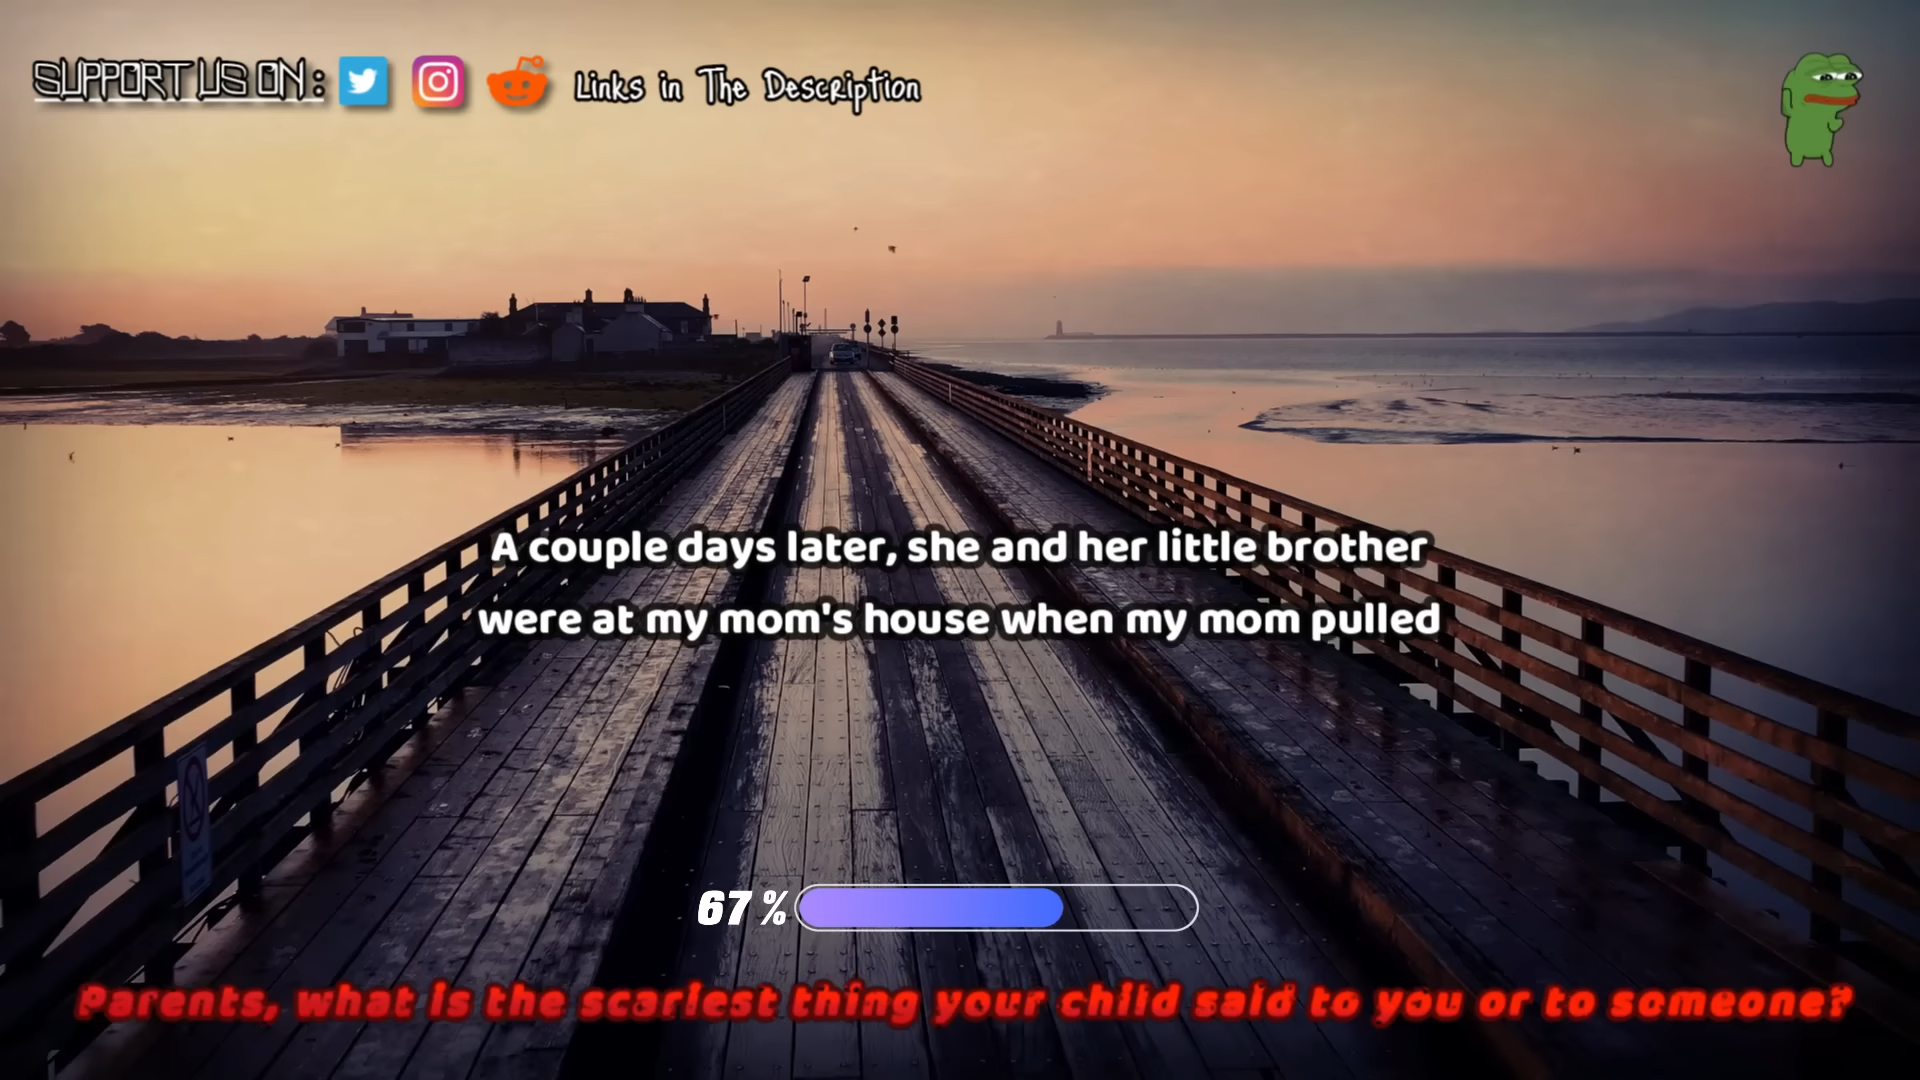 SUPPORT US ON : Links in The Description
A couple days later, she and her little brother
were at my mom's house when my mom pulled
67 %
Parents, what is the scariest thing your child said to you or to someone?